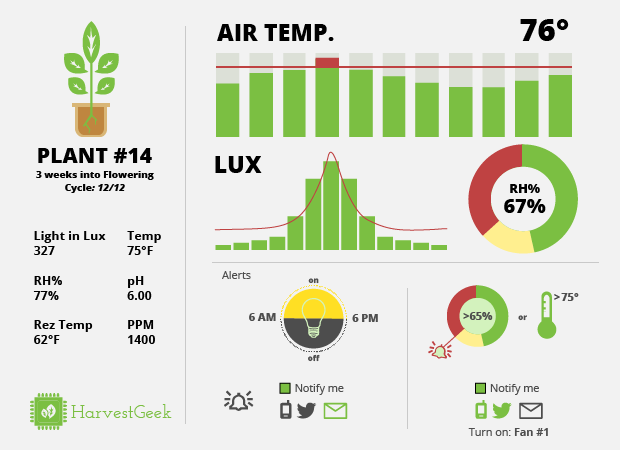 PLANT #14
3 weeks into Flowering
Cycle: 12/12
Light in Lux Temp
327 75°F
RH% pH
77% 6.00
Rez Temp PPM
62°F 1400
HarvestGeek
AIR TEMP. 76°
LUX
RH%
67%
Alerts
on
6 AM 6 PM
off
Notify me
>65% or >75°
Notify me
Turn on: Fan #1